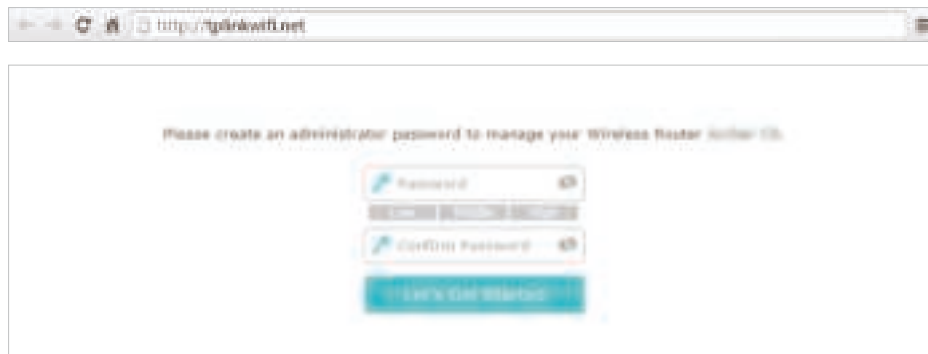 http://tplinkwifi.net
Please create an administrator password to manage your Wireless Router
Password
Low Middle High
Confirm Password
Let's Get Started